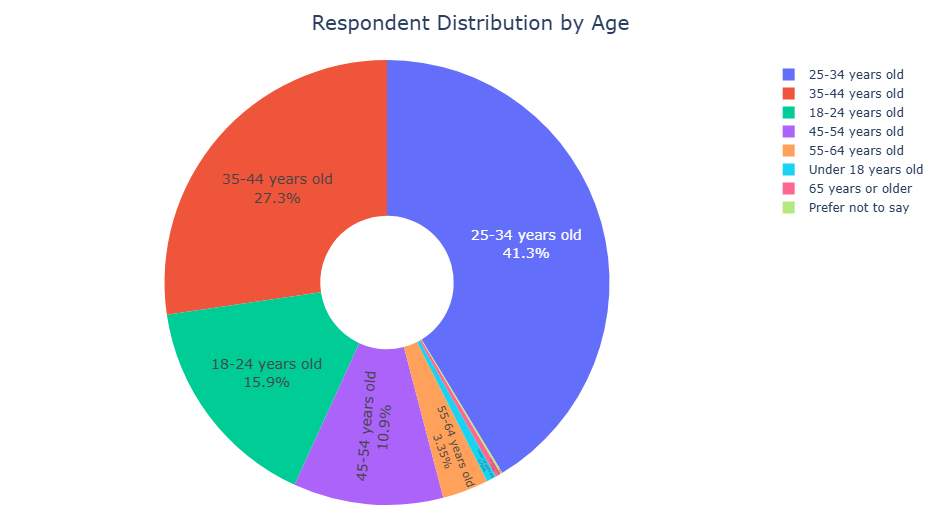 Respondent Distribution by Age
25-34 years old
41.3%
35-44 years old
27.3%
18-24 years old
15.9%
45-54 years old
10.9%
55-64 years old
3.35%
25-34 years old
35-44 years old
18-24 years old
45-54 years old
55-64 years old
Under 18 years old
65 years or older
Prefer not to say